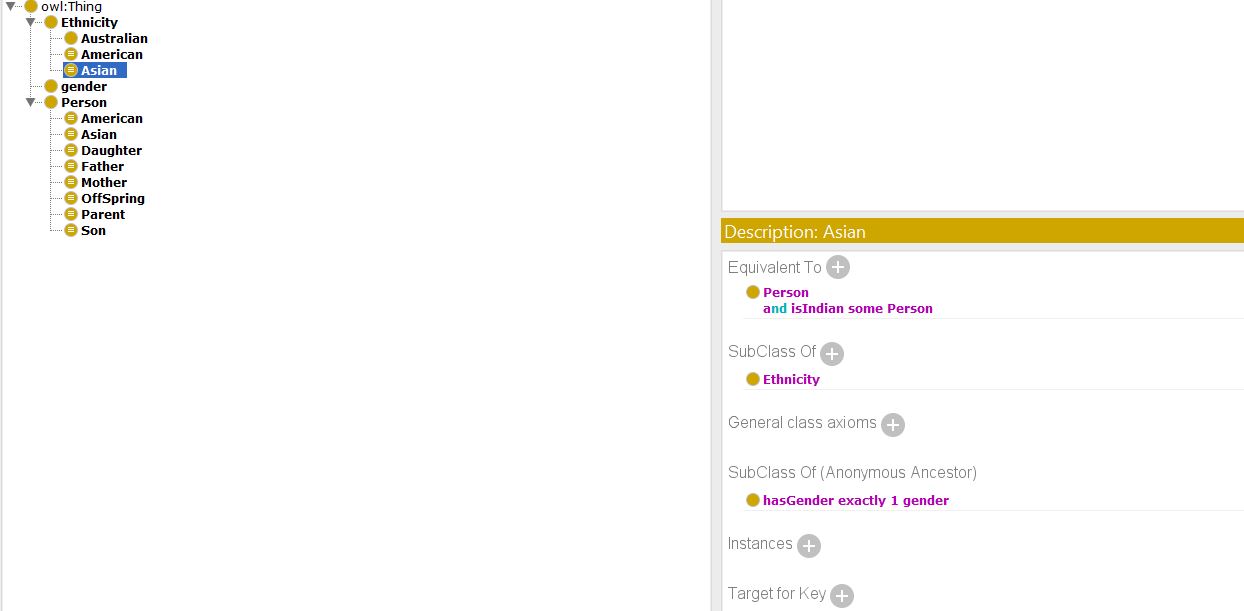 owl:Thing
Ethnicity
Australian
American
Asian
gender
Person
American
Asian
Daughter
Father
Mother
OffSpring
Parent
Son
Description: Asian
Equivalent To
Person
and isIndian some Person
SubClass Of
Ethnicity
General class axioms
SubClass Of (Anonymous Ancestor)
hasGender exactly 1 gender
Instances
Target for Key